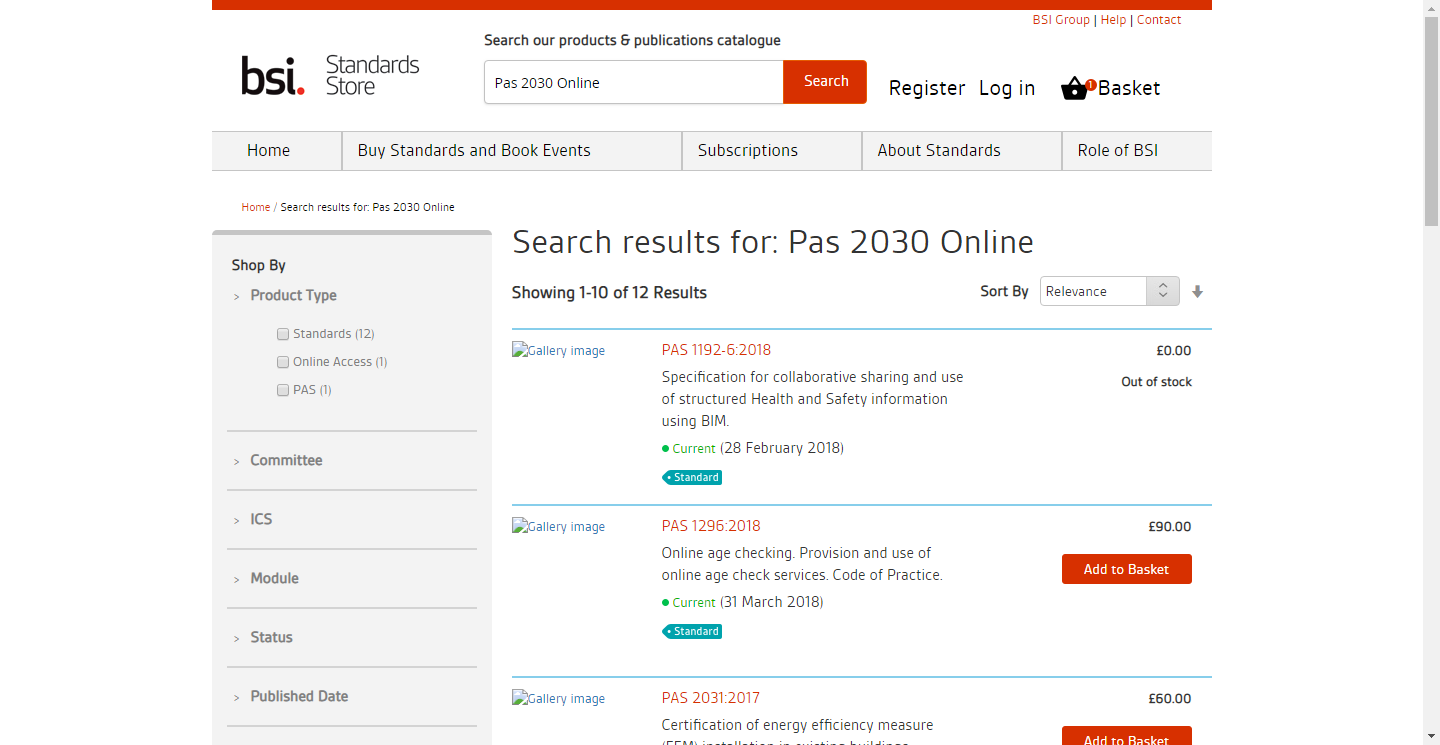 BSI Group | Help | Contact
Search our products & publications catalogue
bsi.
Standards
Store
Pas 2030 Online
Search
Register
Log in
1
Basket
Home
Buy Standards and Book Events
Subscriptions
About Standards
Role of BSI
Home / Search results for: Pas 2030 Online
Shop By
> Product Type
Standards (12)
Online Access (1)
PAS (1)
> Committee
> ICS
> Module
> Status
> Published Date
Search results for: Pas 2030 Online
Showing 1-10 of 12 Results
Sort By
Relevance
Gallery image
PAS 1192-6:2018
£0.00
Specification for collaborative sharing and use
of structured Health and Safety information
using BIM.
Out of stock
Current (28 February 2018)
Standard
Gallery image
PAS 1296:2018
£90.00
Online age checking. Provision and use of
online age check services. Code of Practice.
Add to Basket
Current (31 March 2018)
Standard
Gallery image
PAS 2031:2017
£60.00
Certification of energy efficiency measure
(EEM) installation in existing buildings
Add to Basket